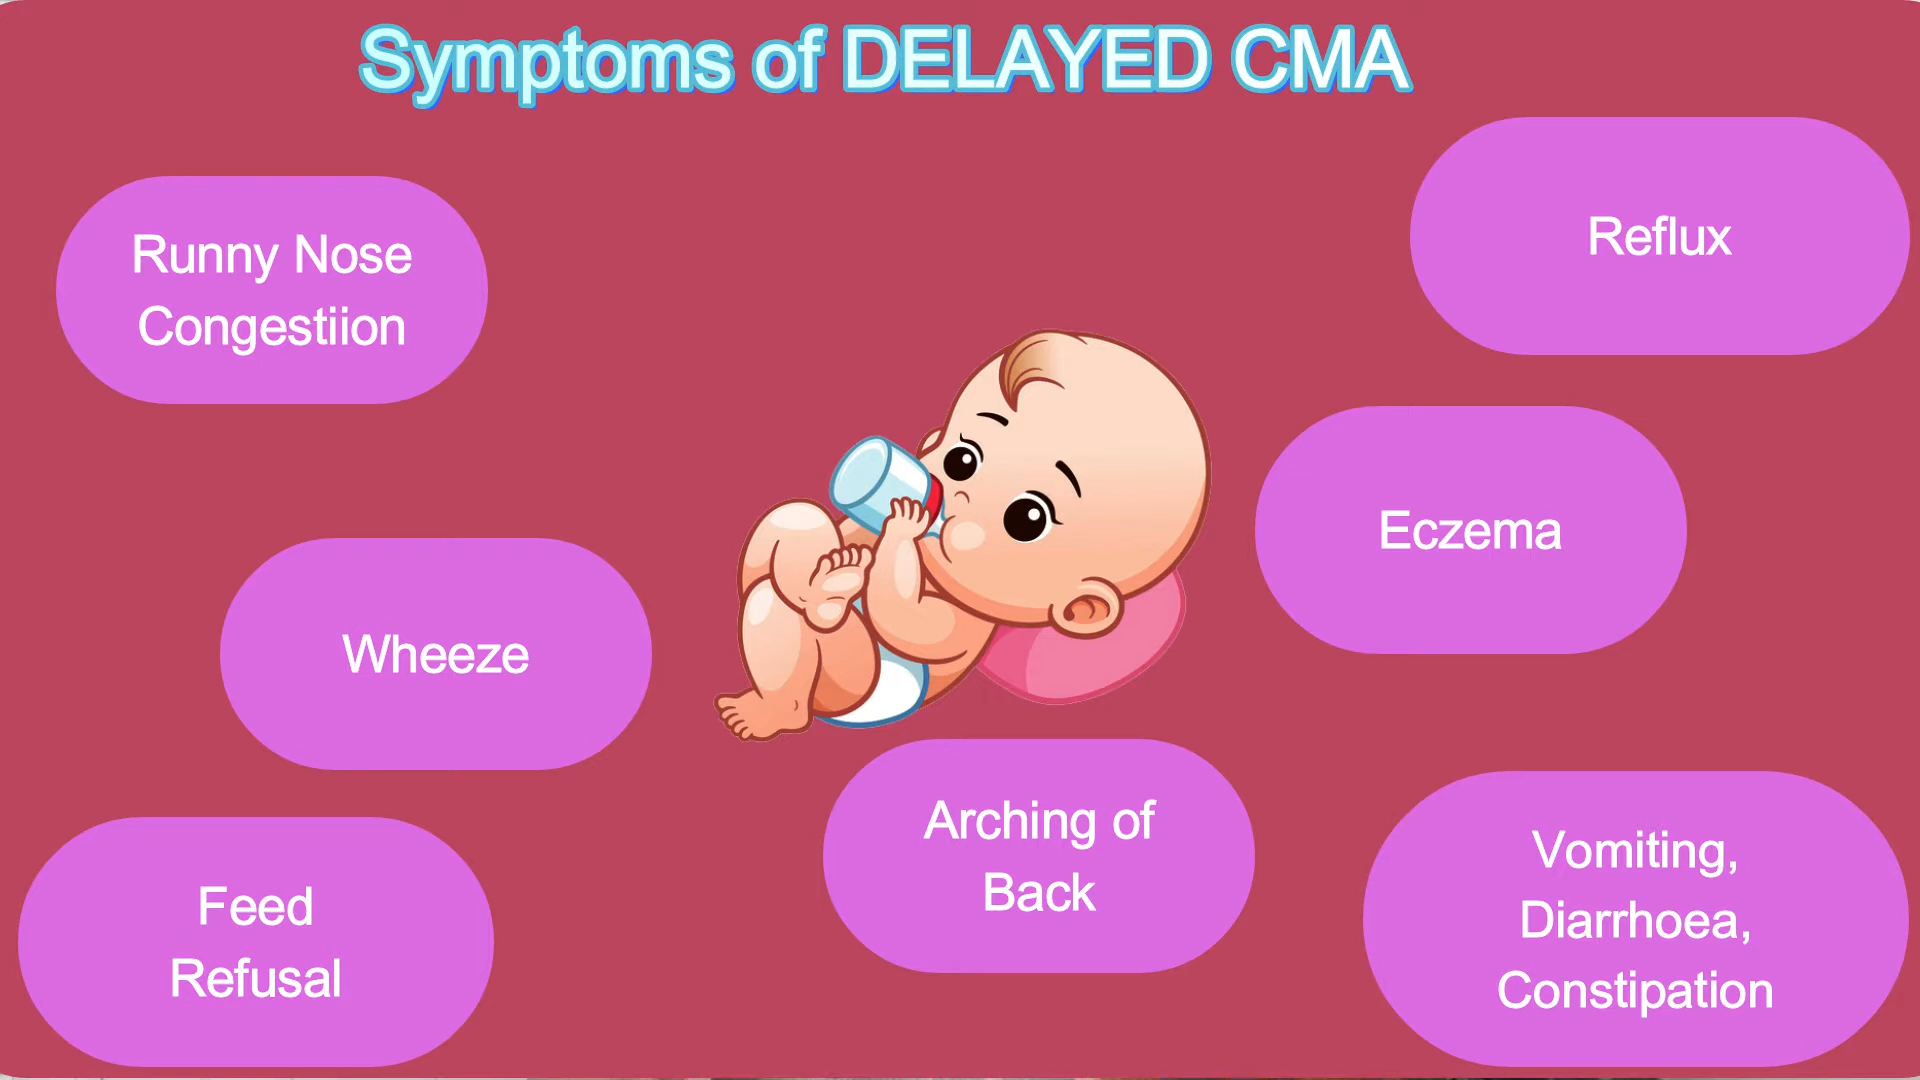 Symptoms of DELAYED CMA
Runny Nose
Congestiion
Reflux
Eczema
Wheeze
Arching of
Back
Vomiting,
Diarrhoea,
Constipation
Feed
Refusal